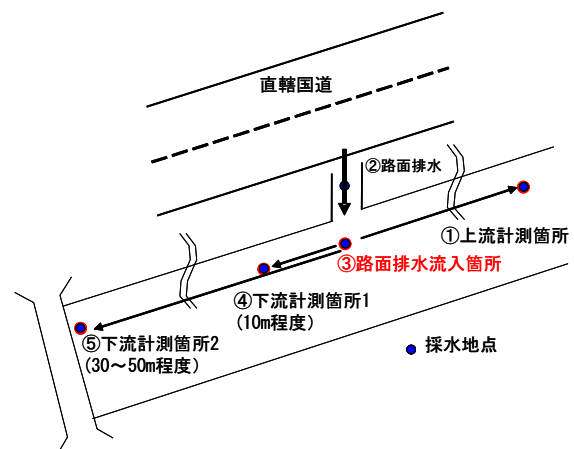 直轄国道
②路面排水
①上流計測箇所
③路面排水流入箇所
④下流計測箇所1
(10m程度)
⑤下流計測箇所2
(30～50m程度)
採水地点